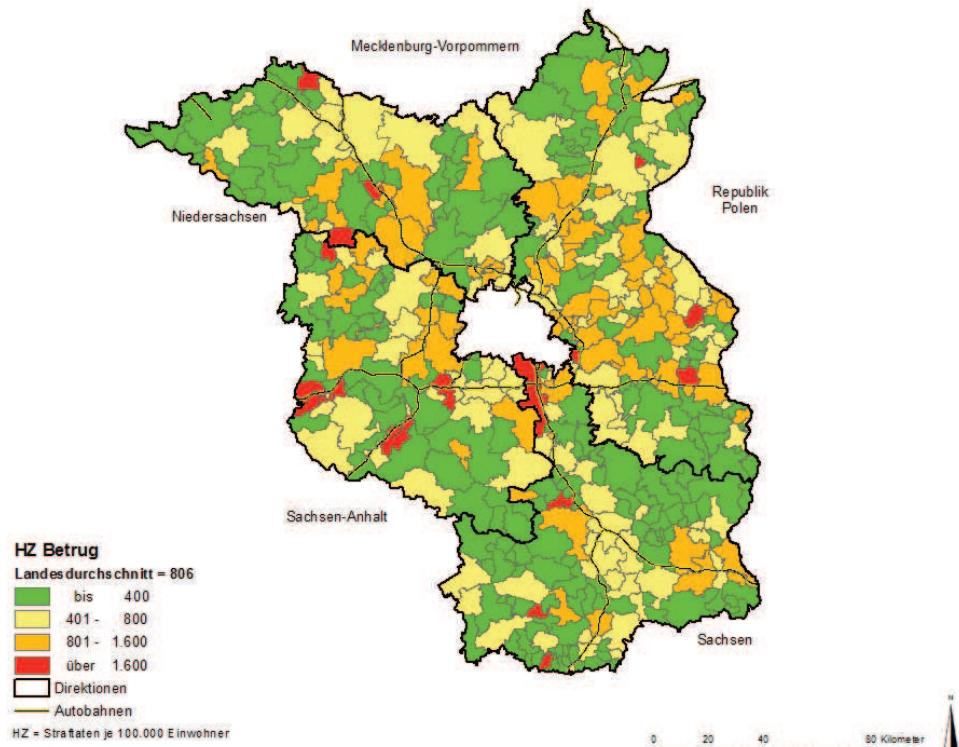 Mecklenburg-Vorpommern
Republik
Polen
Niedersachsen
Sachsen-Anhalt
Sachsen
HZ Betrug
Landesdurchschnitt = 806
bis 400
401 - 800
801 - 1.600
über 1.600
Direktionen
Autobahnen
HZ = Straftaten je 100.000 Einwohner
N
0 20 40 80 Kilometer